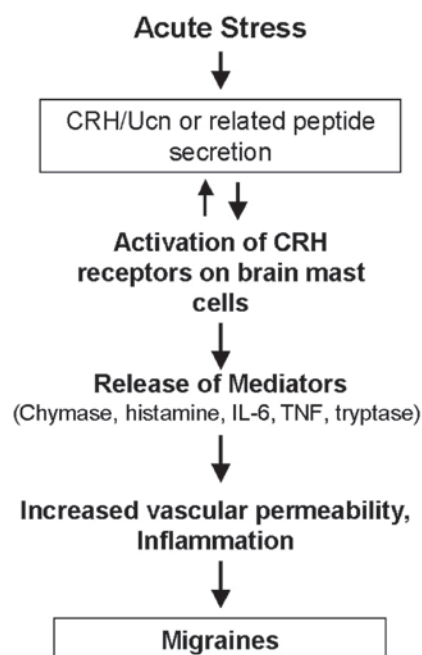 Acute Stress
CRH/Ucn or related peptide
secretion
Activation of CRH
receptors on brain mast
cells
Release of Mediators
(Chymase, histamine, IL-6, TNF, tryptase)
Increased vascular permeability,
Inflammation
Migraines